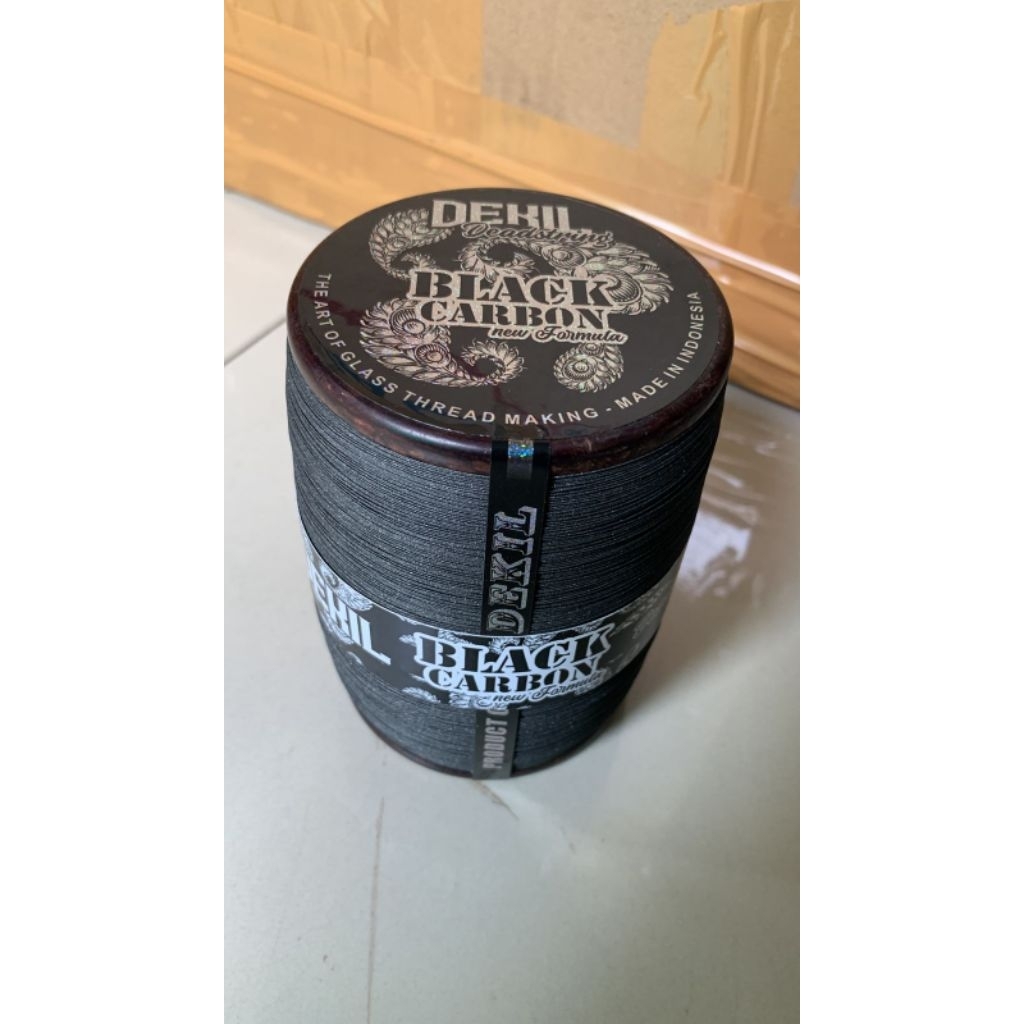 DEKIL
Deadstring
BLACK
CARBON
new Formula
THE ART OF GLASS THREAD MAKING - MADE IN INDONESIA
DEKIL
DEKIL
BLACK
CARBON
new Formula
PRODUCT